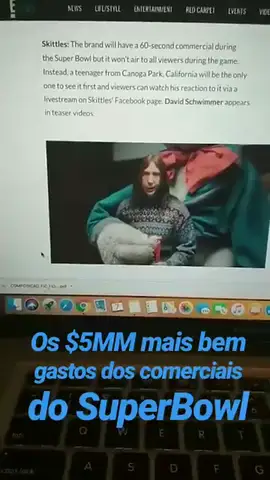 E
NEWS LIFE/STYLE ENTERTAINMENT RED CARPET EVENTS
Skittles: The brand will have a 60-second commercial during
the Super Bowl but it won't air to all viewers during the game.
Instead, a teenager from Canoga Park, California will be the only
one to see it first and viewers can watch his reaction to it via a
livestream on Skittles' Facebook page. David Schwimmer appears
in teaser videos.
Os $5MM mais bem
gastos dos comerciais
do SuperBowl
Q W E R T
A S D F G